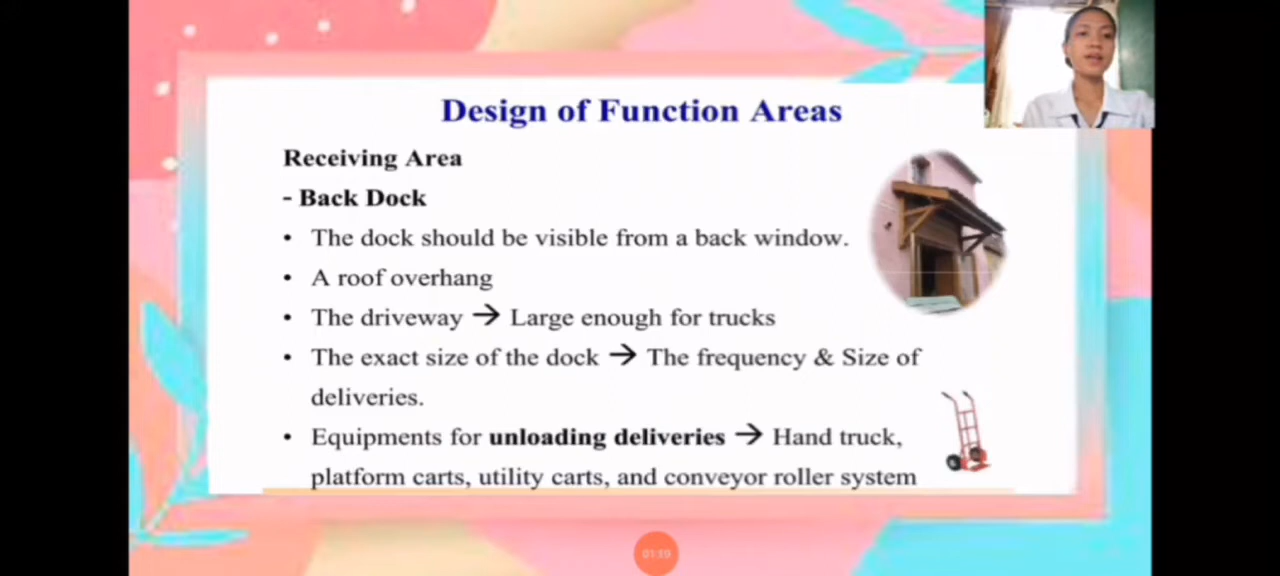 Design of Function Areas
Receiving Area
- Back Dock
• The dock should be visible from a back window.
• A roof overhang
• The driveway → Large enough for trucks
• The exact size of the dock → The frequency & Size of
deliveries.
• Equipments for unloading deliveries → Hand truck,
platform carts, utility carts, and conveyor roller system
01:19